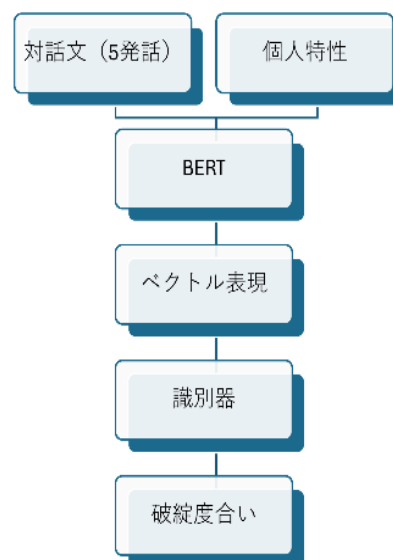 対話文（5発話）
個人特性
BERT
ベクトル表現
識別器
破綻度合い